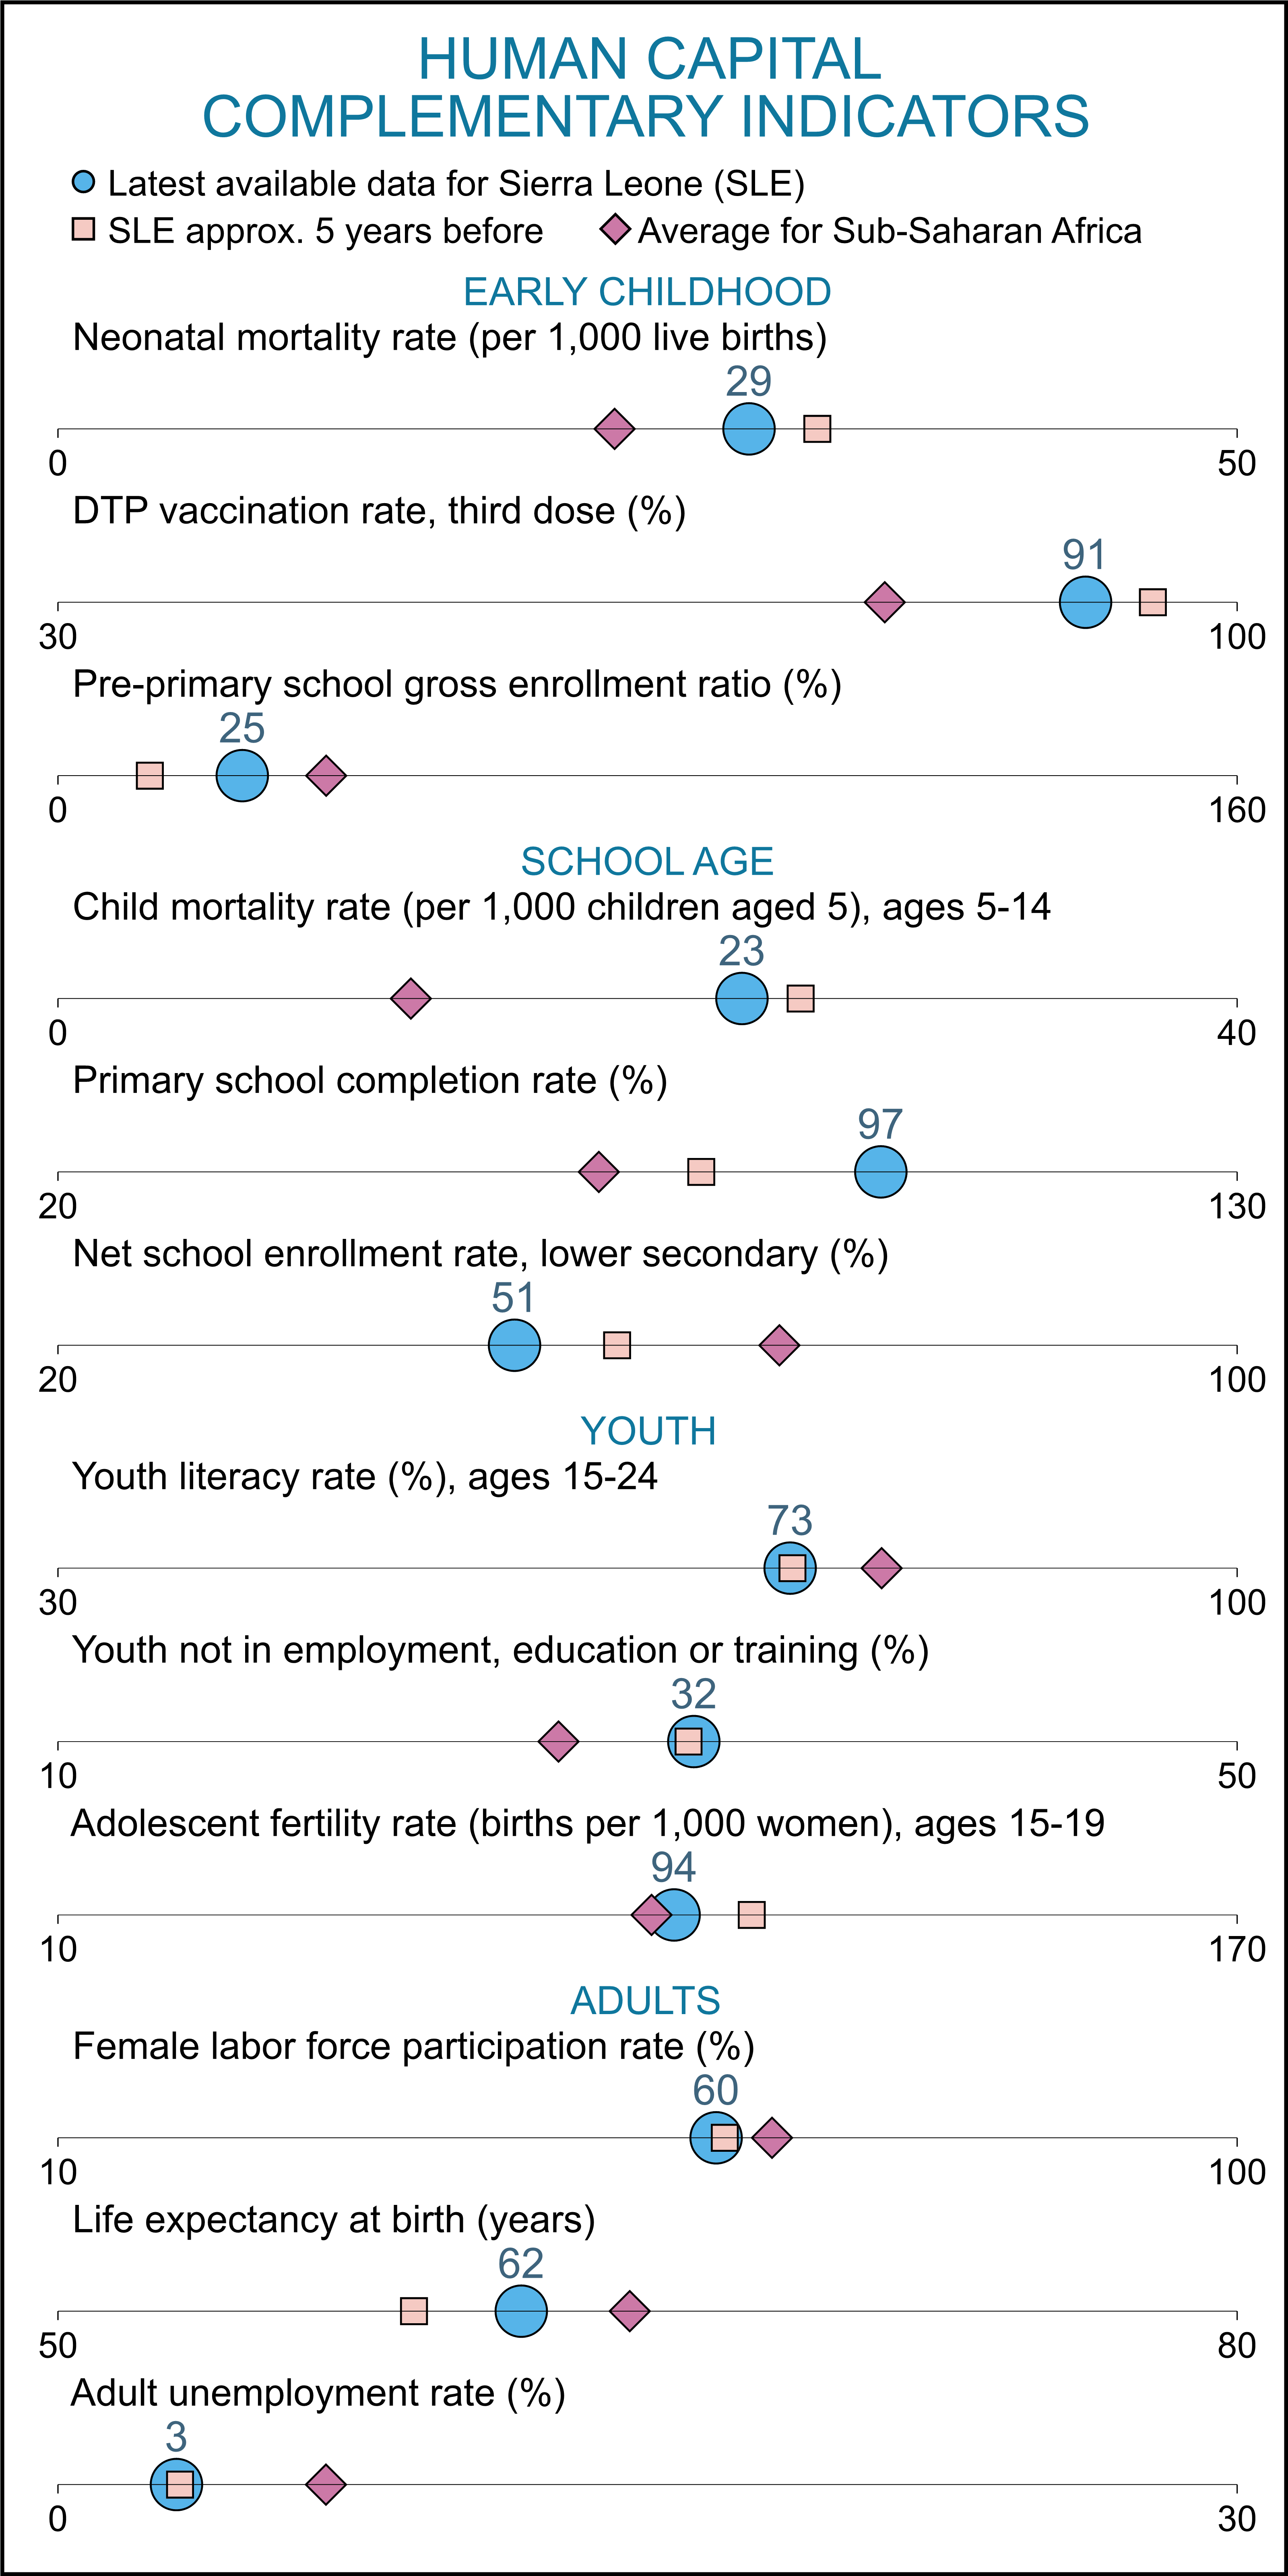 HUMAN CAPITAL
COMPLEMENTARY INDICATORS
Latest available data for Sierra Leone (SLE)
SLE approx. 5 years before Average for Sub-Saharan Africa
EARLY CHILDHOOD
Neonatal mortality rate (per 1,000 live births)
29
0 50
DTP vaccination rate, third dose (%)
91
30 100
Pre-primary school gross enrollment ratio (%)
25
0 160
SCHOOL AGE
Child mortality rate (per 1,000 children aged 5), ages 5-14
23
0 40
Primary school completion rate (%)
97
20 130
Net school enrollment rate, lower secondary (%)
51
20 100
YOUTH
Youth literacy rate (%), ages 15-24
73
30 100
Youth not in employment, education or training (%)
32
10 50
Adolescent fertility rate (births per 1,000 women), ages 15-19
94
10 170
ADULTS
Female labor force participation rate (%)
60
10 100
Life expectancy at birth (years)
62
50 80
Adult unemployment rate (%)
3
0 30